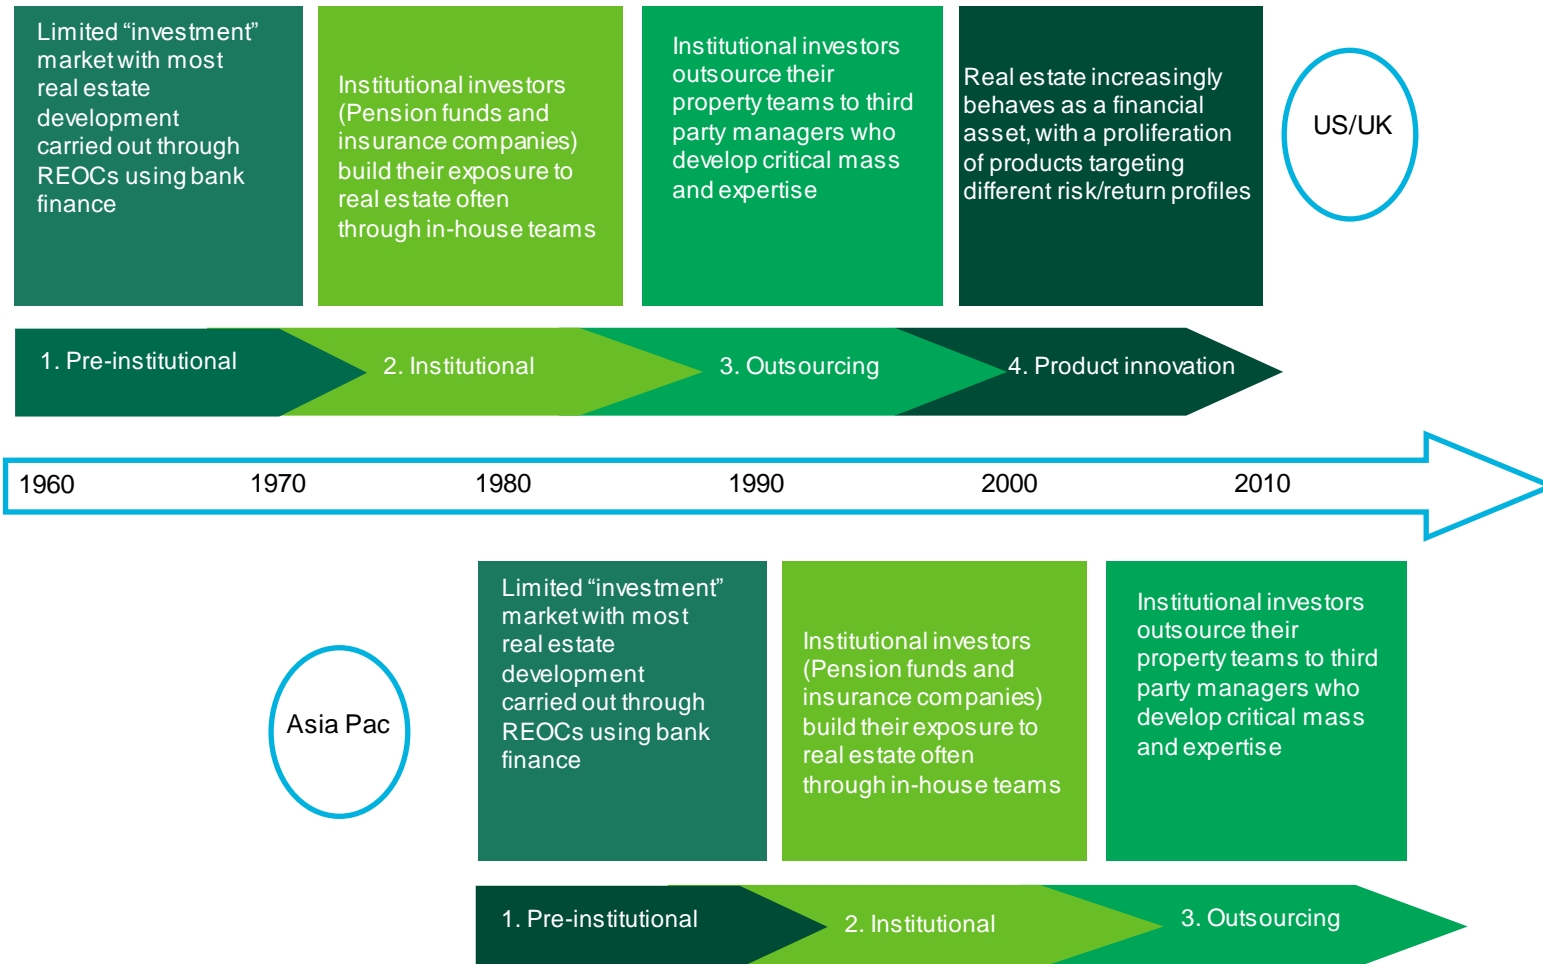 Limited “investment”
market with most
real estate
development
carried out through
REOCs using bank
finance
Institutional investors
(Pension funds and
insurance companies)
build their exposure to
real estate often
through in-house teams
Institutional investors
outsource their
property teams to third
party managers who
develop critical mass
and expertise
Real estate increasingly
behaves as a financial
asset, with a proliferation
of products targeting
different risk/return profiles
US/UK
1. Pre-institutional
2. Institutional
3. Outsourcing
4. Product innovation
1960
1970
1980
1990
2000
2010
Asia Pac
Limited “investment”
market with most
real estate
development
carried out through
REOCs using bank
finance
Institutional investors
(Pension funds and
insurance companies)
build their exposure to
real estate often
through in-house teams
Institutional investors
outsource their
property teams to third
party managers who
develop critical mass
and expertise
1. Pre-institutional
2. Institutional
3. Outsourcing